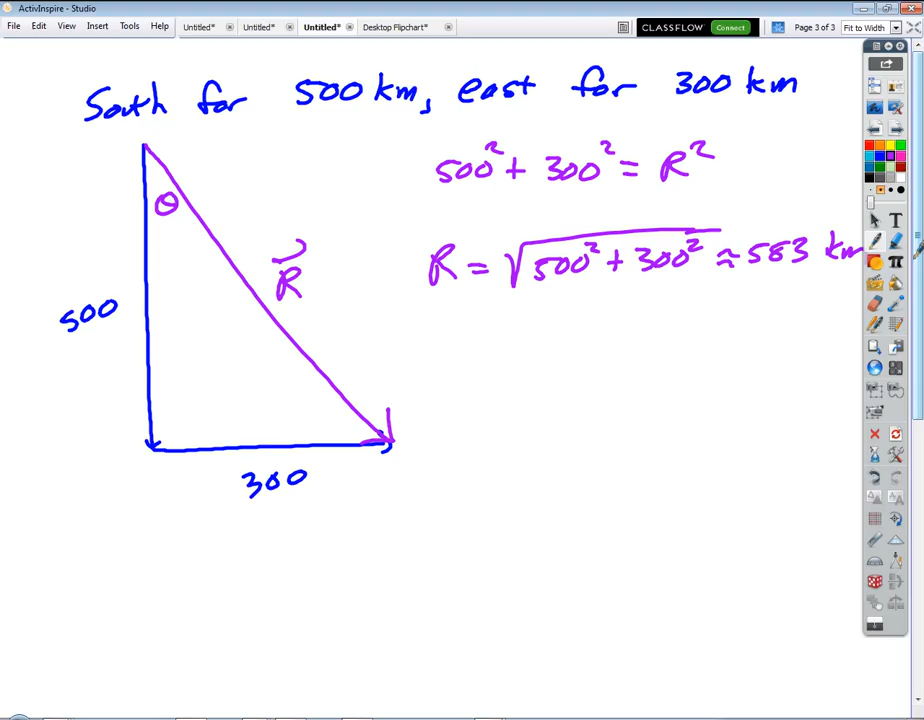 ActivInspire - Studio
File Edit View Insert Tools Help Untitled* Untitled* Untitled* Desktop Flipchart* CLASSFLOW Connect Page 3 of 3 Fit to Width
South for 500 km, east for 300 km
500² + 300² = R²
θ
R = √500² + 300² ≈ 583 km
R
500
300